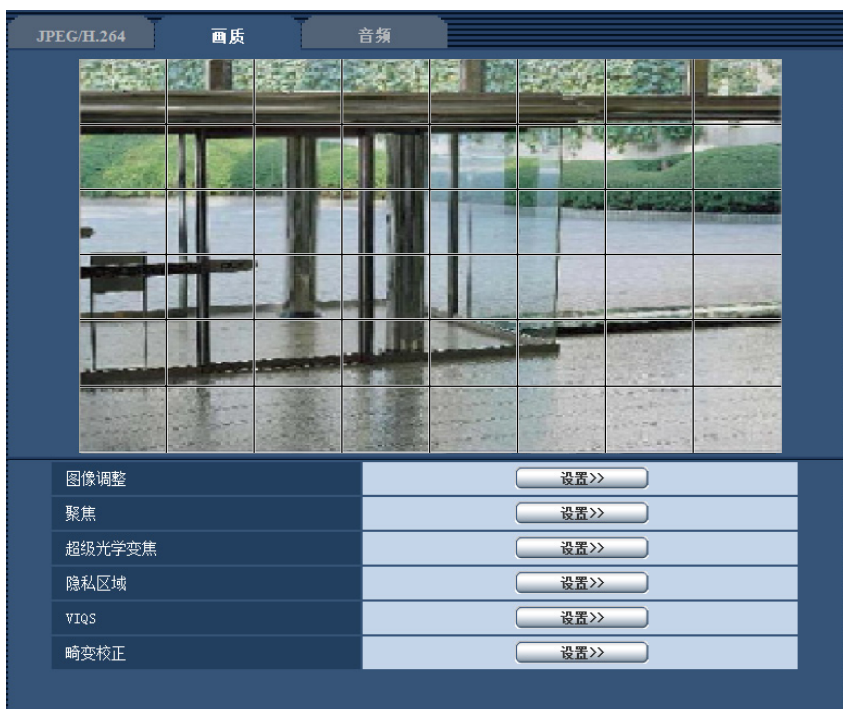 JPEG/H.264 画质 音频
图像调整 设置>>
聚焦 设置>>
超级光学变焦 设置>>
隐私区域 设置>>
VIQS 设置>>
畸变校正 设置>>